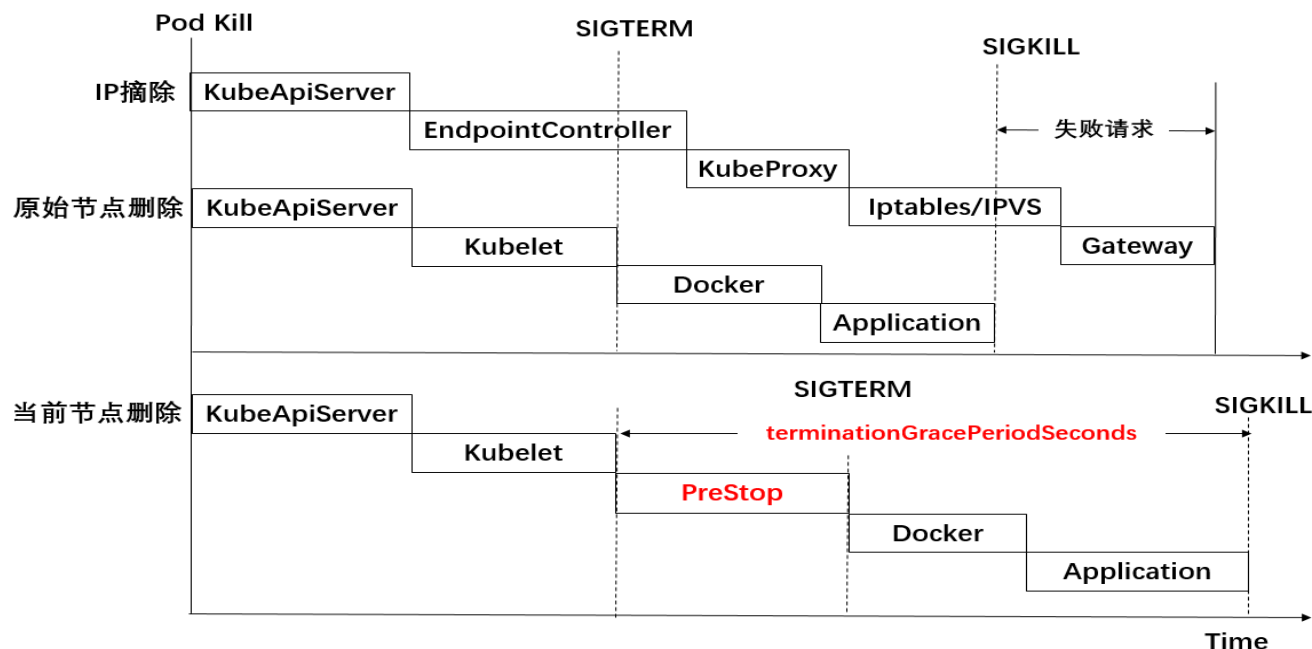 Pod Kill
SIGTERM
SIGKILL
IP摘除
KubeApiServer
EndpointController
失败请求
KubeProxy
原始节点删除
KubeApiServer
Iptables/IPVS
Kubelet
Gateway
Docker
Application
SIGTERM
当前节点删除
KubeApiServer
SIGKILL
terminationGracePeriodSeconds
Kubelet
PreStop
Docker
Application
Time